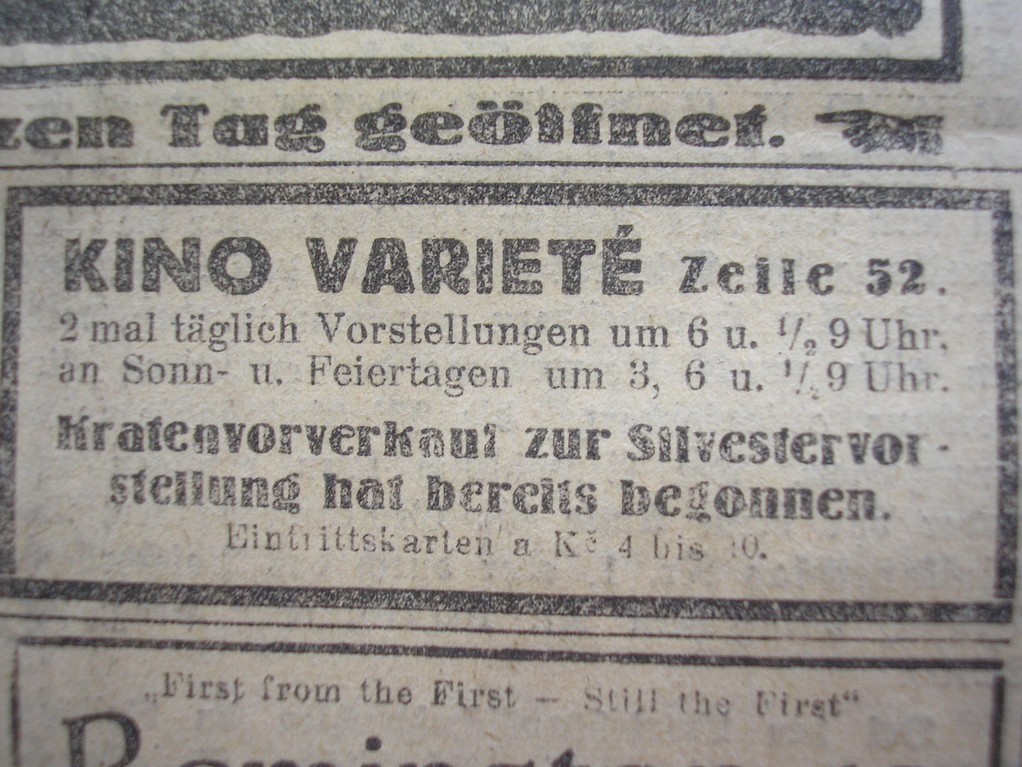 zen Tag geöffnet.
KINO VARIETÉ Zeile 52.
2 mal täglich Vorstellungen um 6 u. ½ 9 Uhr.
an Sonn- u. Feiertagen um 3, 6 u. ½ 9 Uhr.
Kratenvorverkauf zur Silvestervor-
stellung hat bereits begonnen.
Eintrittskarten a Kč 4 bis 10.
„First from the First — Still the First“